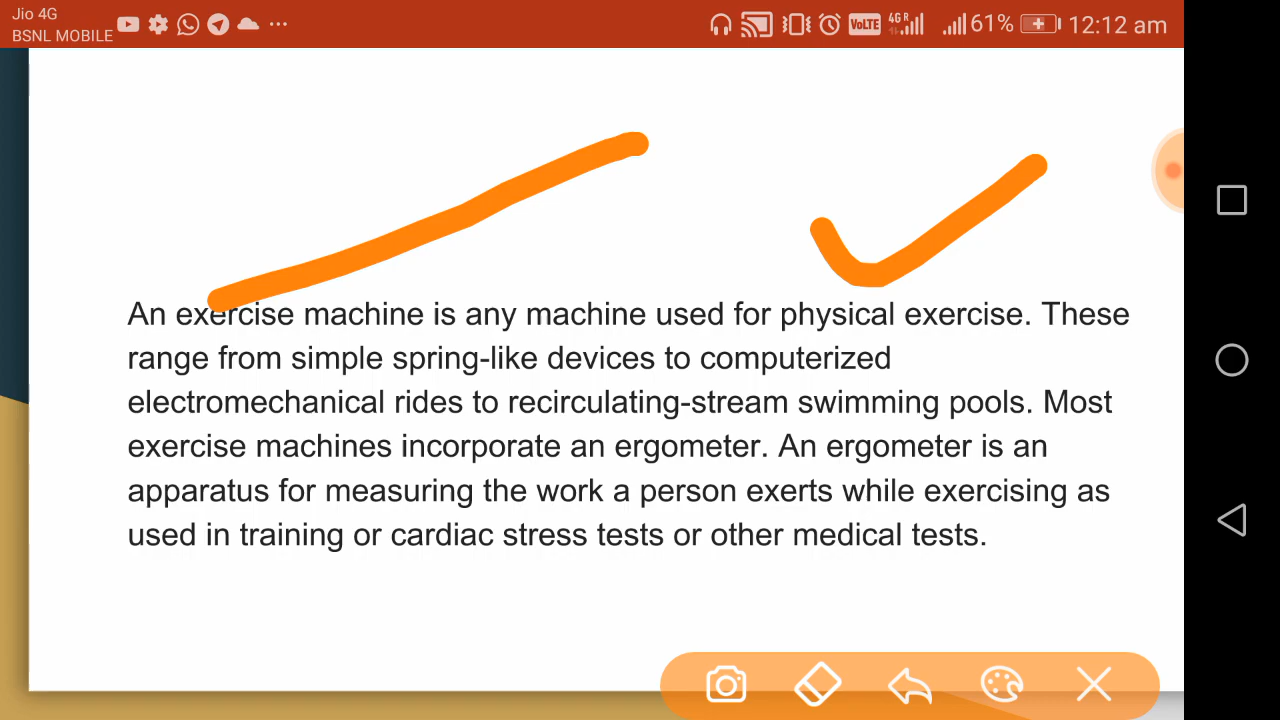 Jio 4G
BSNL MOBILE
VoLTE 4G R 61% 12:12 am
An exercise machine is any machine used for physical exercise. These
range from simple spring-like devices to computerized
electromechanical rides to recirculating-stream swimming pools. Most
exercise machines incorporate an ergometer. An ergometer is an
apparatus for measuring the work a person exerts while exercising as
used in training or cardiac stress tests or other medical tests.